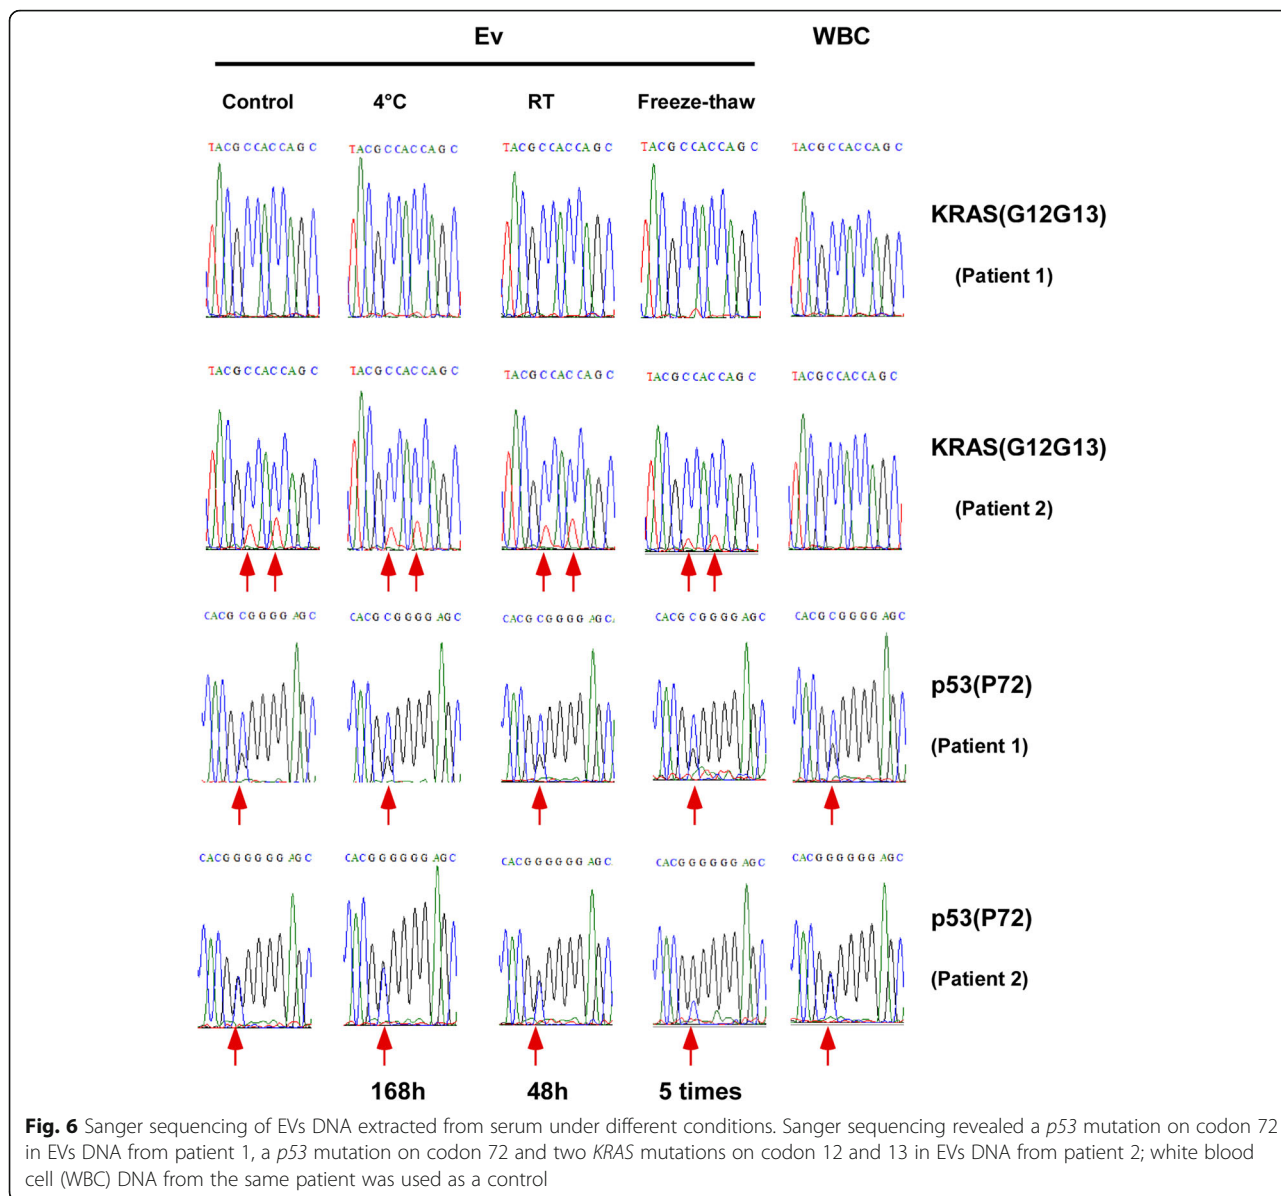 Ev WBC
Control 4°C RT Freeze-thaw
TACGCCACCAGC TACGCCACCAGC TACGCCACCAGC TACGCCACCAGC TACGCCACCAGC
KRAS(G12G13)
(Patient 1)
TACGCCACCAGC TACGCCACCAGC TACGCCACCAGC TACGCCACCAGC TACGCCACCAGC
KRAS(G12G13)
(Patient 2)
CACGCGGGGAGC CACGCGGGGAGC CACGCGGGGAGC CACGCGGGGAGC CACGCGGGGAGC
p53(P72)
(Patient 1)
CACGGGGGGAGC CACGGGGGGAGC CACGGGGGGAGC CACGGGGGGAGC CACGGGGGGAGC
p53(P72)
(Patient 2)
168h 48h 5 times
Fig. 6 Sanger sequencing of EVs DNA extracted from serum under different conditions. Sanger sequencing revealed a p53 mutation on codon 72
in EVs DNA from patient 1, a p53 mutation on codon 72 and two KRAS mutations on codon 12 and 13 in EVs DNA from patient 2; white blood
cell (WBC) DNA from the same patient was used as a control